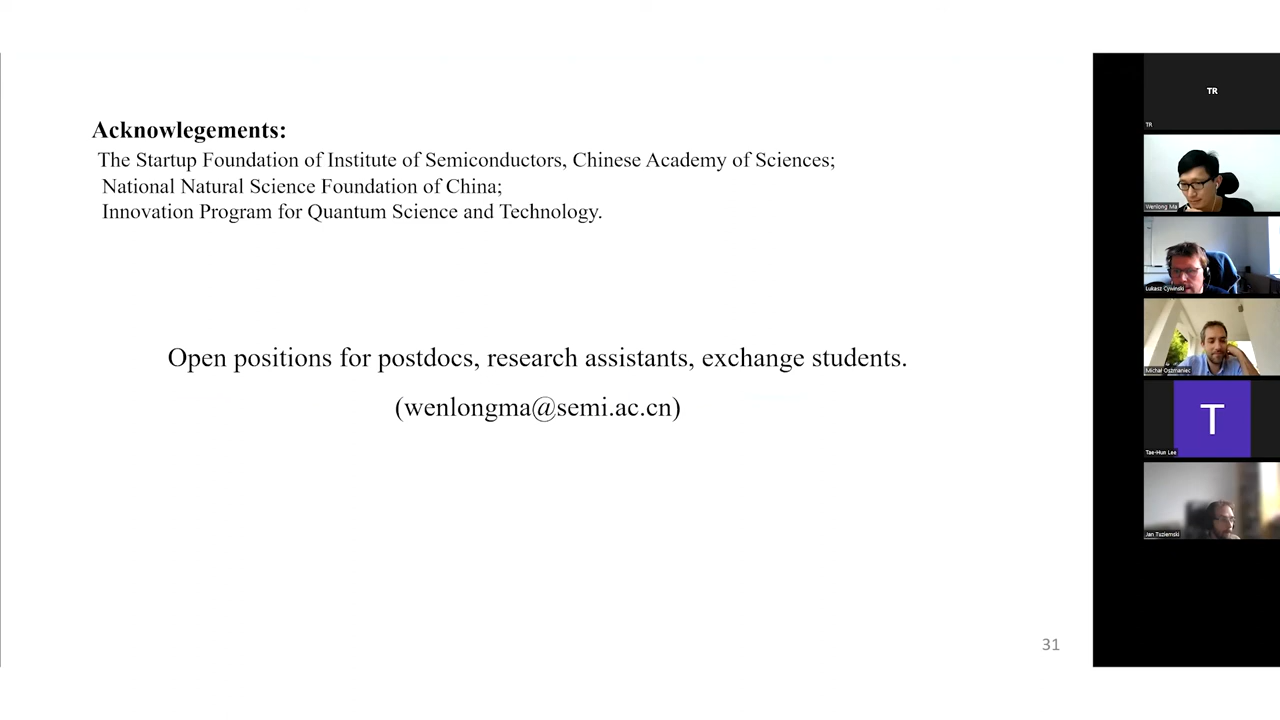 Acknowlegements:
The Startup Foundation of Institute of Semiconductors, Chinese Academy of Sciences;
National Natural Science Foundation of China;
Innovation Program for Quantum Science and Technology.
Open positions for postdocs, research assistants, exchange students.
(wenlongma@semi.ac.cn)
31
TR
TR
Wenlong Ma
Lukasz Cywinski
Michał Oszmaniec
T
Tae-Hun Lee
Jan Tuziemski